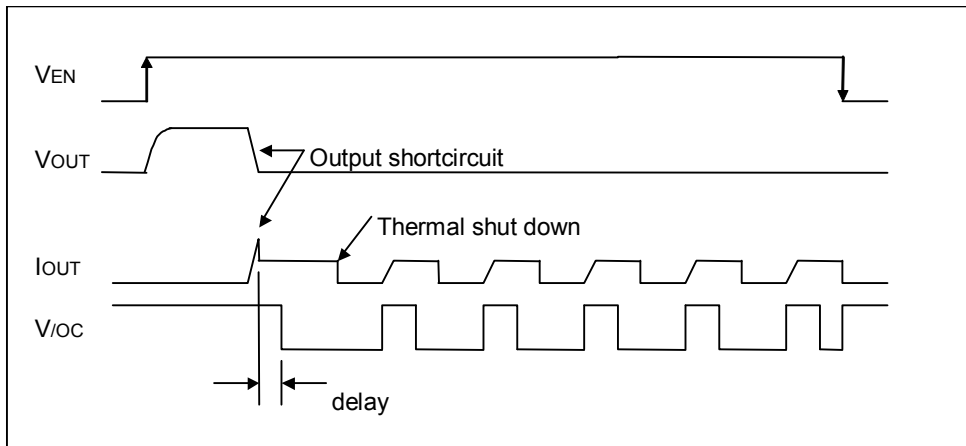 VEN
VOUT
Output shortcircuit
Thermal shut down
IOUT
V/OC
delay